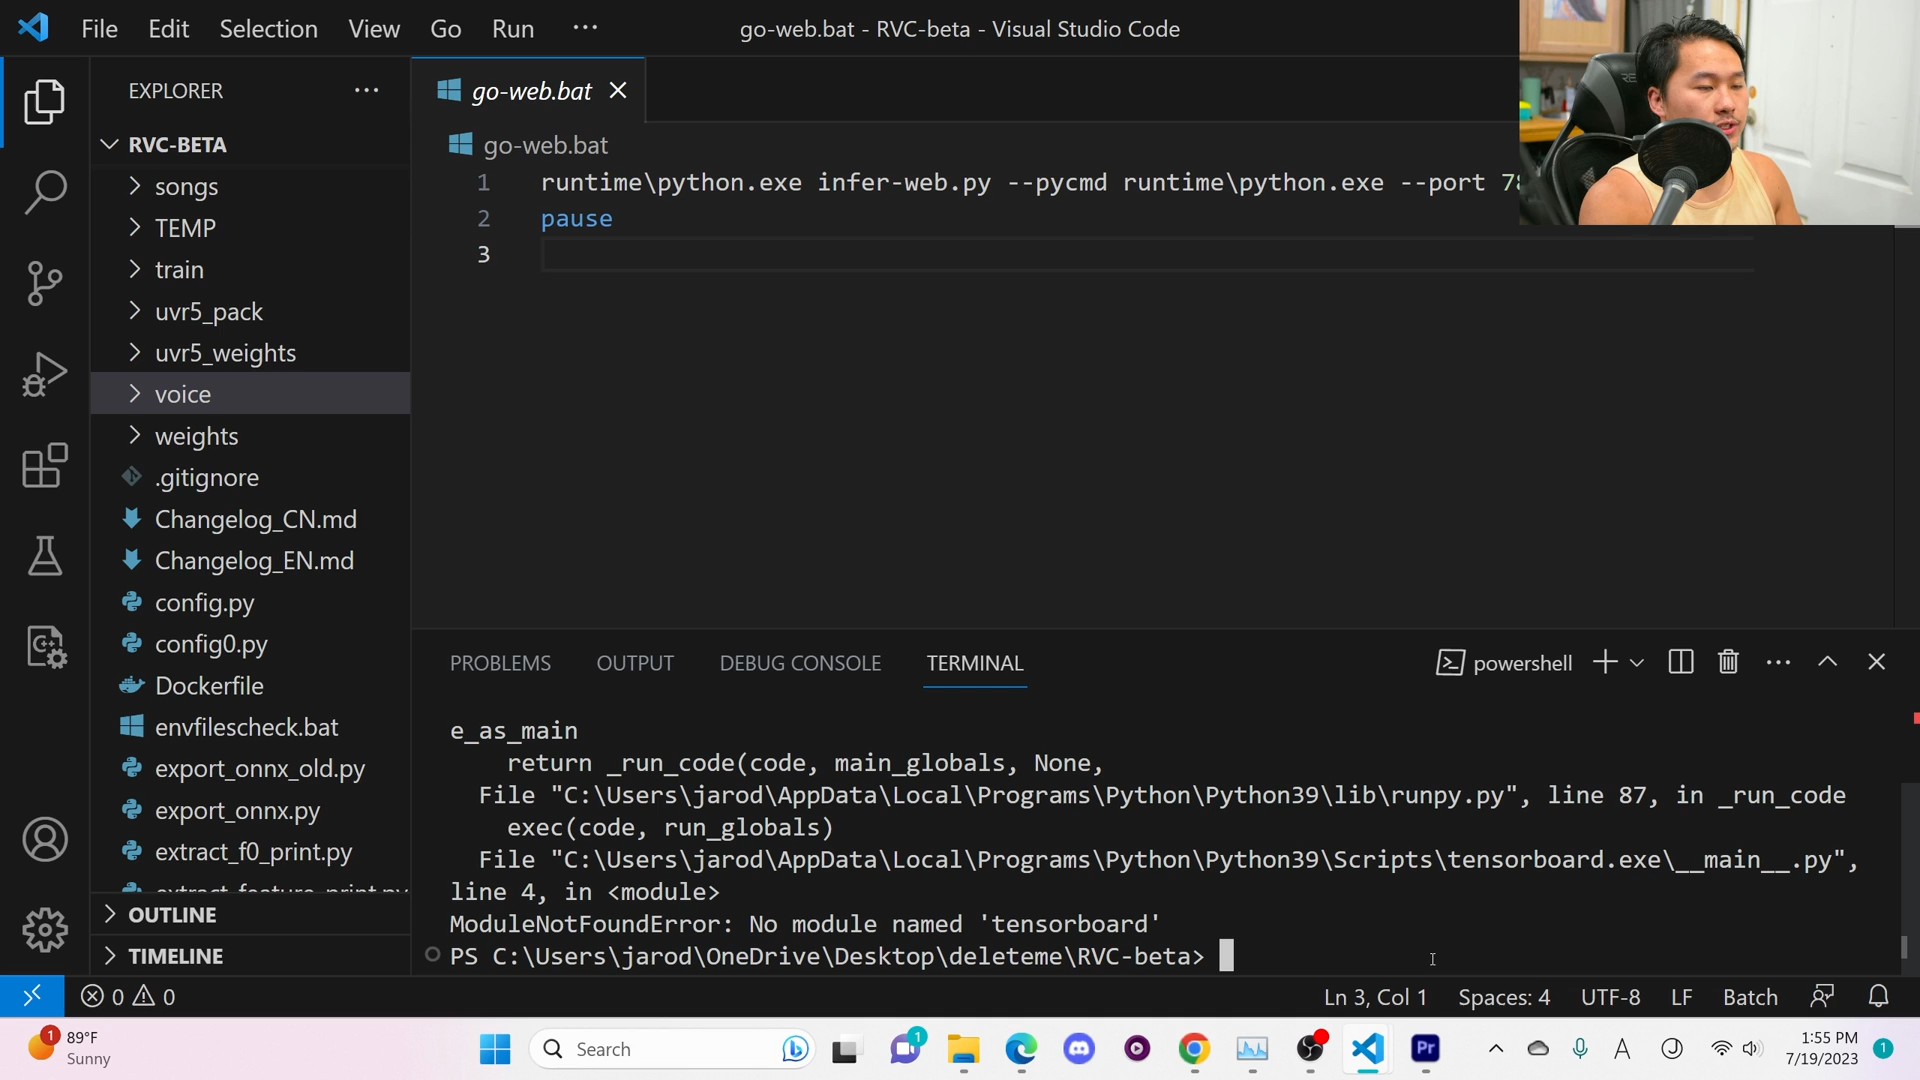 File Edit Selection View Go Run ...
go-web.bat - RVC-beta - Visual Studio Code
EXPLORER
RVC-BETA
songs
TEMP
train
uvr5_pack
uvr5_weights
voice
weights
.gitignore
Changelog_CN.md
Changelog_EN.md
config.py
config0.py
Dockerfile
envfilescheck.bat
export_onnx_old.py
export_onnx.py
extract_f0_print.py
extract_feature_print.py
OUTLINE
TIMELINE
go-web.bat
go-web.bat
1 runtime\python.exe infer-web.py --pycmd runtime\python.exe --port 78
2 pause
3
PROBLEMS OUTPUT DEBUG CONSOLE TERMINAL
powershell
e_as_main
return _run_code(code, main_globals, None,
File "C:\Users\jarod\AppData\Local\Programs\Python\Python39\lib\runpy.py", line 87, in _run_code
exec(code, run_globals)
File "C:\Users\jarod\AppData\Local\Programs\Python\Python39\Scripts\tensorboard.exe\__main__.py",
line 4, in <module>
ModuleNotFoundError: No module named 'tensorboard'
PS C:\Users\jarod\OneDrive\Desktop\deleteme\RVC-beta>
0 0
Ln 3, Col 1 Spaces: 4 UTF-8 LF Batch
1
89°F
Sunny
Search
1
Pr
A
1:55 PM
7/19/2023
1